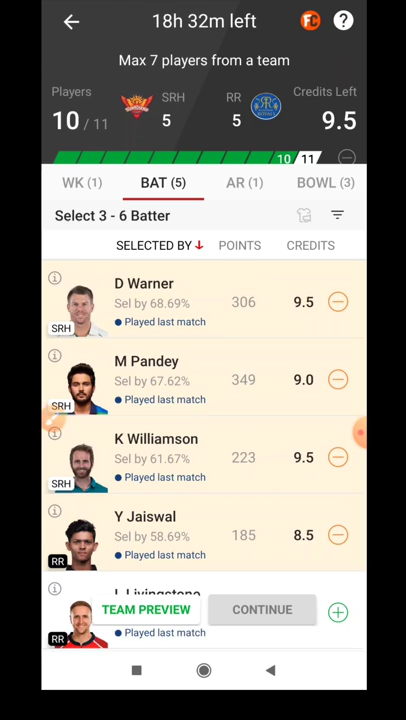 18h 32m left
FC
?
Max 7 players from a team
Players
SRH
RR
Credits Left
10 / 11
5
5
9.5
10
11
WK (1)
BAT (5)
AR (1)
BOWL (3)
Select 3 - 6 Batter
SELECTED BY
POINTS
CREDITS
D Warner
Sel by 68.69%
306
9.5
Played last match
SRH
M Pandey
Sel by 67.62%
349
9.0
Played last match
SRH
K Williamson
Sel by 61.67%
223
9.5
Played last match
SRH
Y Jaiswal
Sel by 58.69%
185
8.5
Played last match
RR
L Livingstone
TEAM PREVIEW
CONTINUE
Played last match
RR